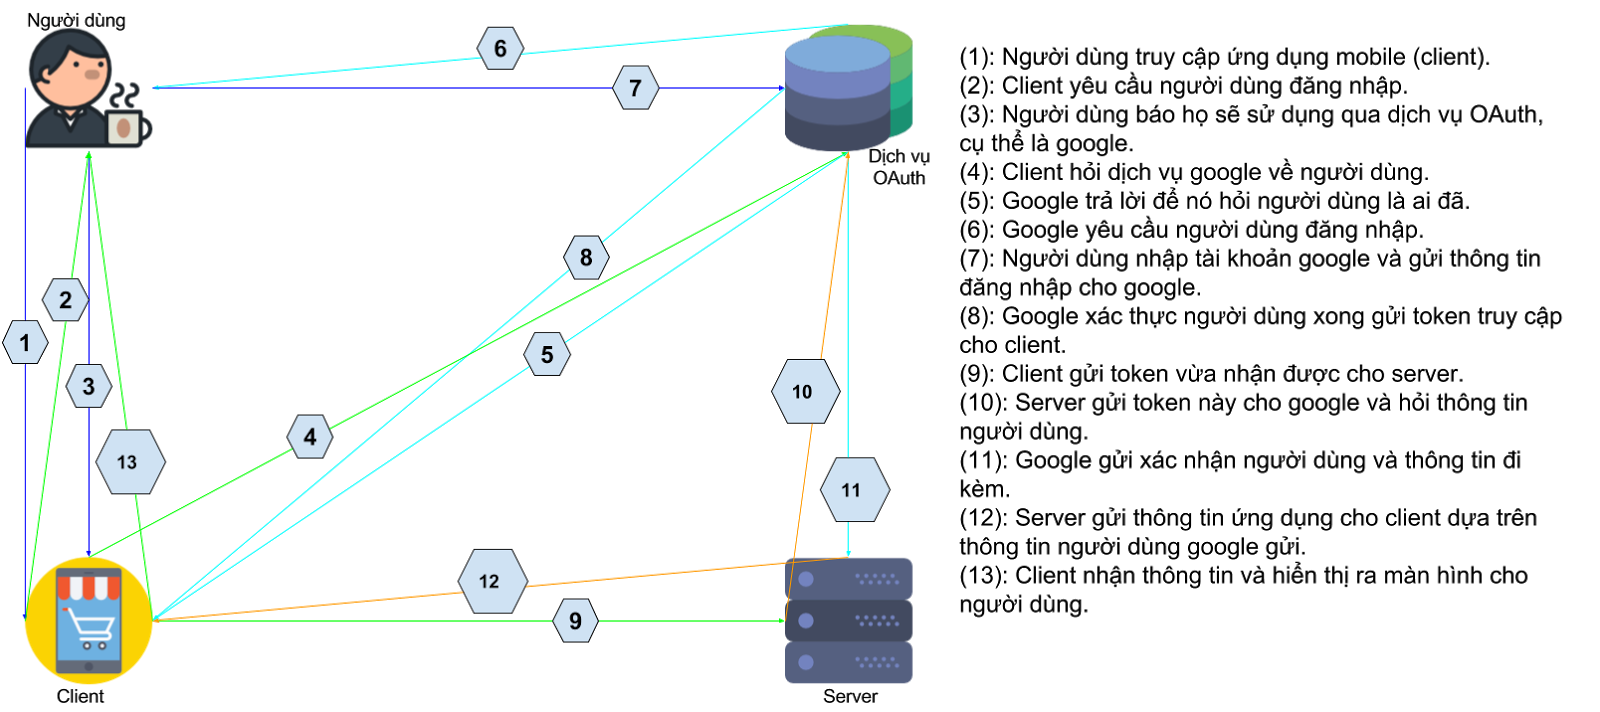 Người dùng
6
7
Dịch vụ
OAuth
8
2
1
5
3
10
4
13
11
12
9
Client
Server
(1): Người dùng truy cập ứng dụng mobile (client).
(2): Client yêu cầu người dùng đăng nhập.
(3): Người dùng báo họ sẽ sử dụng qua dịch vụ OAuth,
cụ thể là google.
(4): Client hỏi dịch vụ google về người dùng.
(5): Google trả lời để nó hỏi người dùng là ai đã.
(6): Google yêu cầu người dùng đăng nhập.
(7): Người dùng nhập tài khoản google và gửi thông tin
đăng nhập cho google.
(8): Google xác thực người dùng xong gửi token truy cập
cho client.
(9): Client gửi token vừa nhận được cho server.
(10): Server gửi token này cho google và hỏi thông tin
người dùng.
(11): Google gửi xác nhận người dùng và thông tin đi
kèm.
(12): Server gửi thông tin ứng dụng cho client dựa trên
thông tin người dùng google gửi.
(13): Client nhận thông tin và hiển thị ra màn hình cho
người dùng.